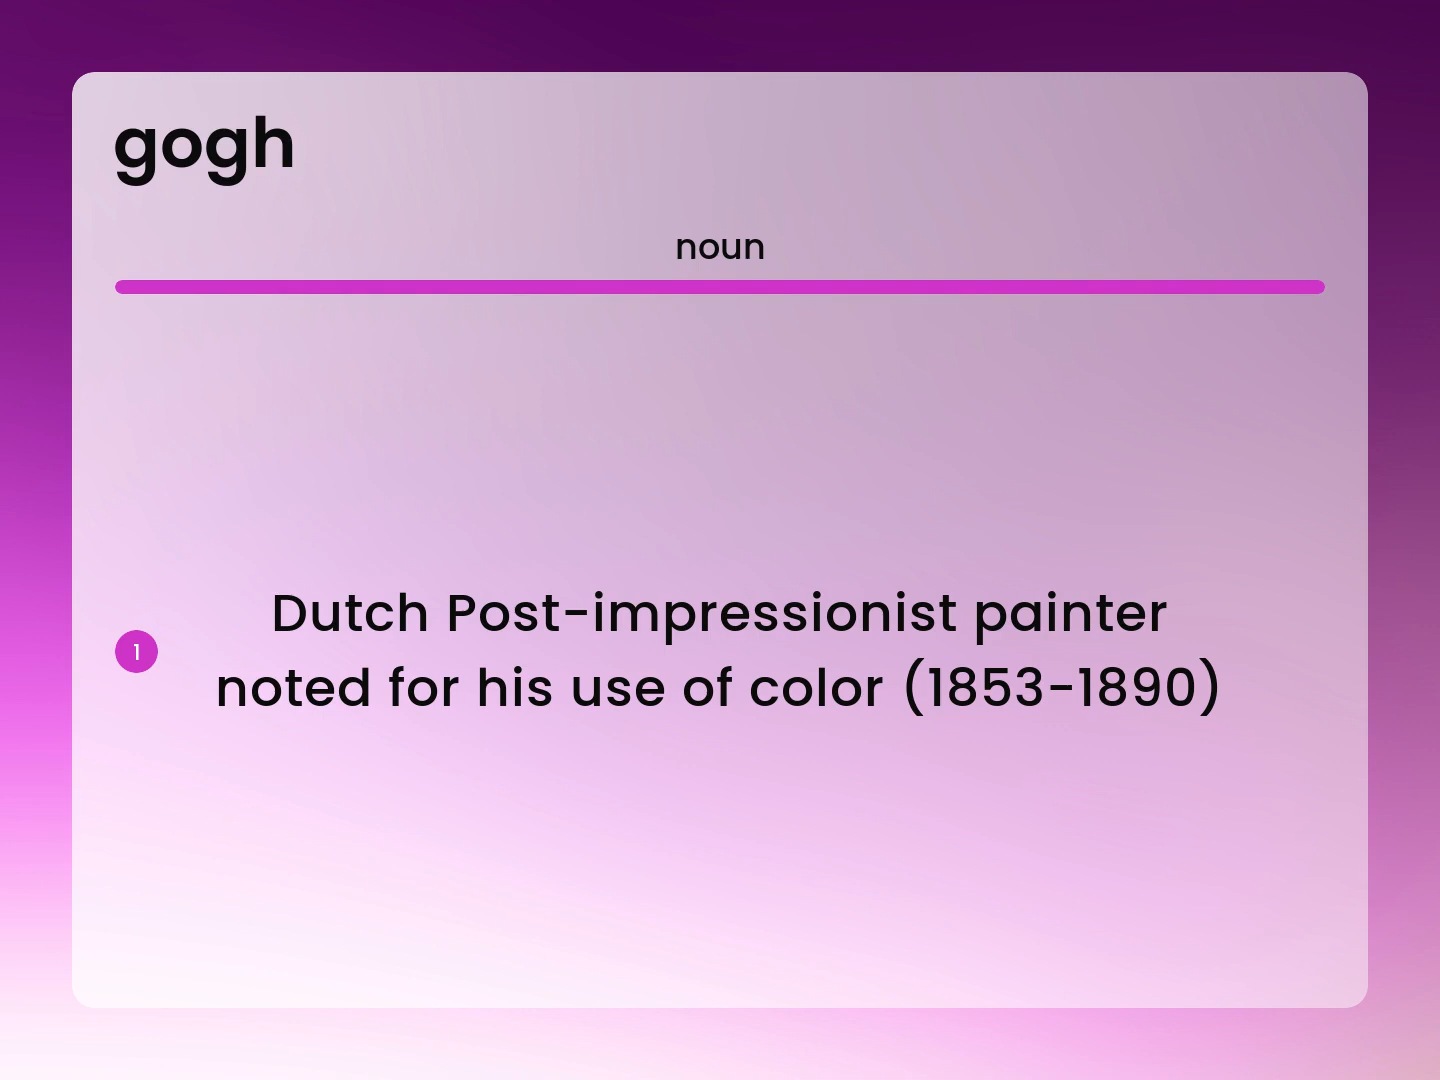 gogh
noun
1
Dutch Post-impressionist painter
noted for his use of color (1853-1890)